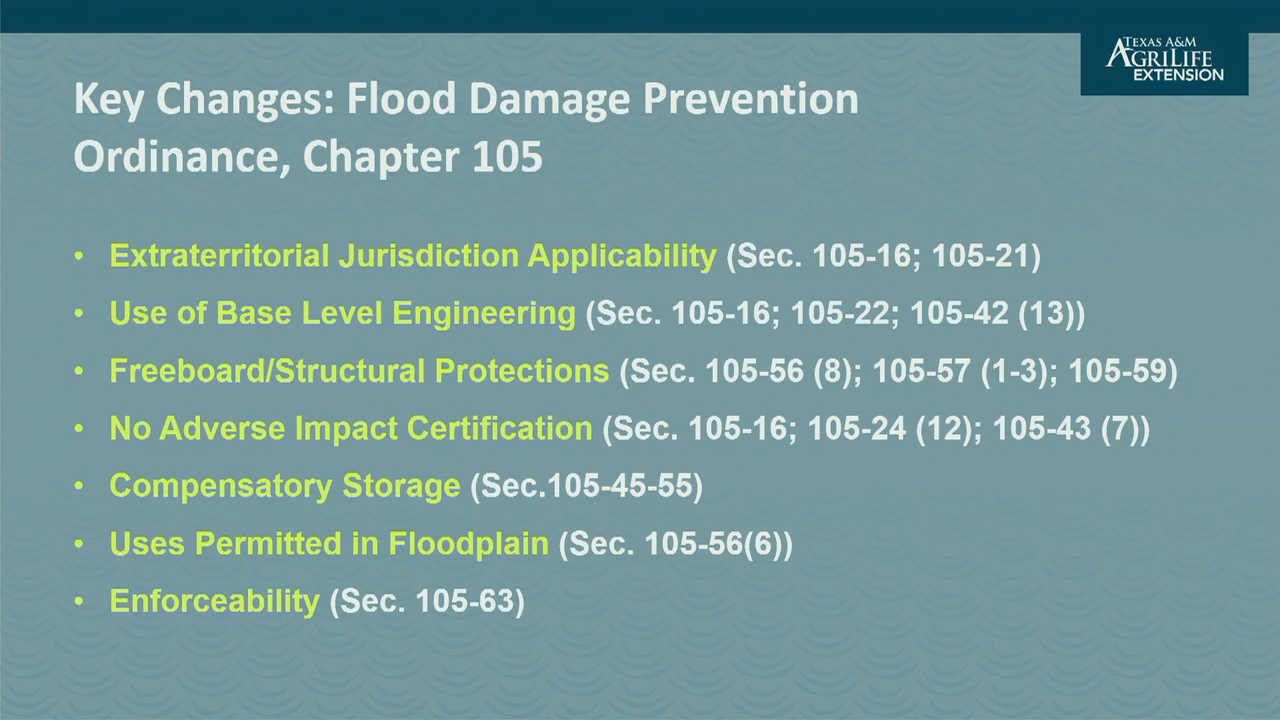 TEXAS A&M
AGRILIFE
EXTENSION
Key Changes: Flood Damage Prevention
Ordinance, Chapter 105
• Extraterritorial Jurisdiction Applicability (Sec. 105-16; 105-21)
• Use of Base Level Engineering (Sec. 105-16; 105-22; 105-42 (13))
• Freeboard/Structural Protections (Sec. 105-56 (8); 105-57 (1-3); 105-59)
• No Adverse Impact Certification (Sec. 105-16; 105-24 (12); 105-43 (7))
• Compensatory Storage (Sec.105-45-55)
• Uses Permitted in Floodplain (Sec. 105-56(6))
• Enforceability (Sec. 105-63)